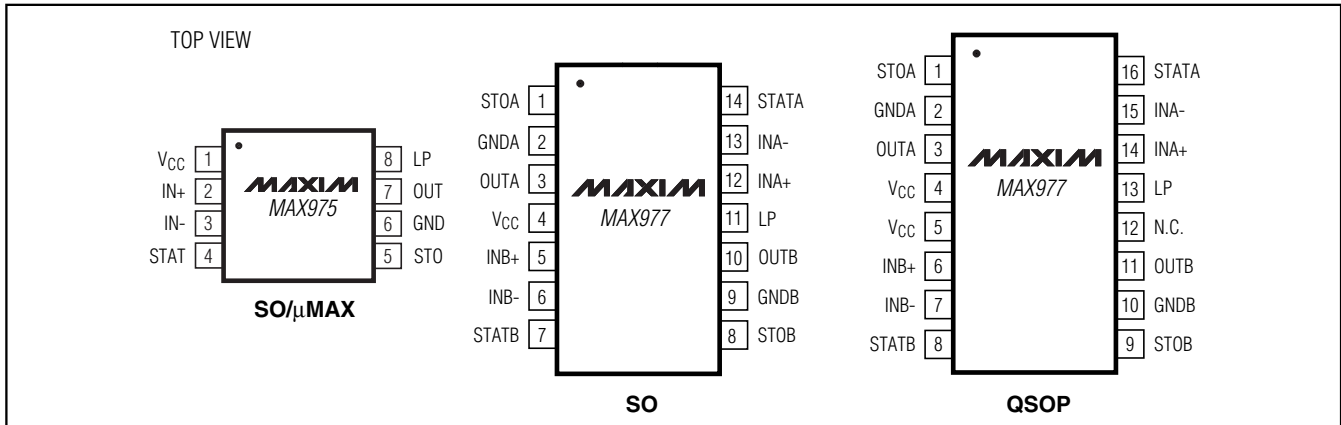 TOP VIEW
VCC 1
IN+ 2
IN- 3
STAT 4
8 LP
7 OUT
6 GND
5 STO
MAXIM
MAX975
SO/µMAX
STOA 1
GNDA 2
OUTA 3
VCC 4
INB+ 5
INB- 6
STATB 7
14 STATA
13 INA-
12 INA+
11 LP
10 OUTB
9 GNDB
8 STOB
MAXIM
MAX977
SO
STOA 1
GNDA 2
OUTA 3
VCC 4
VCC 5
INB+ 6
INB- 7
STATB 8
16 STATA
15 INA-
14 INA+
13 LP
12 N.C.
11 OUTB
10 GNDB
9 STOB
MAXIM
MAX977
QSOP